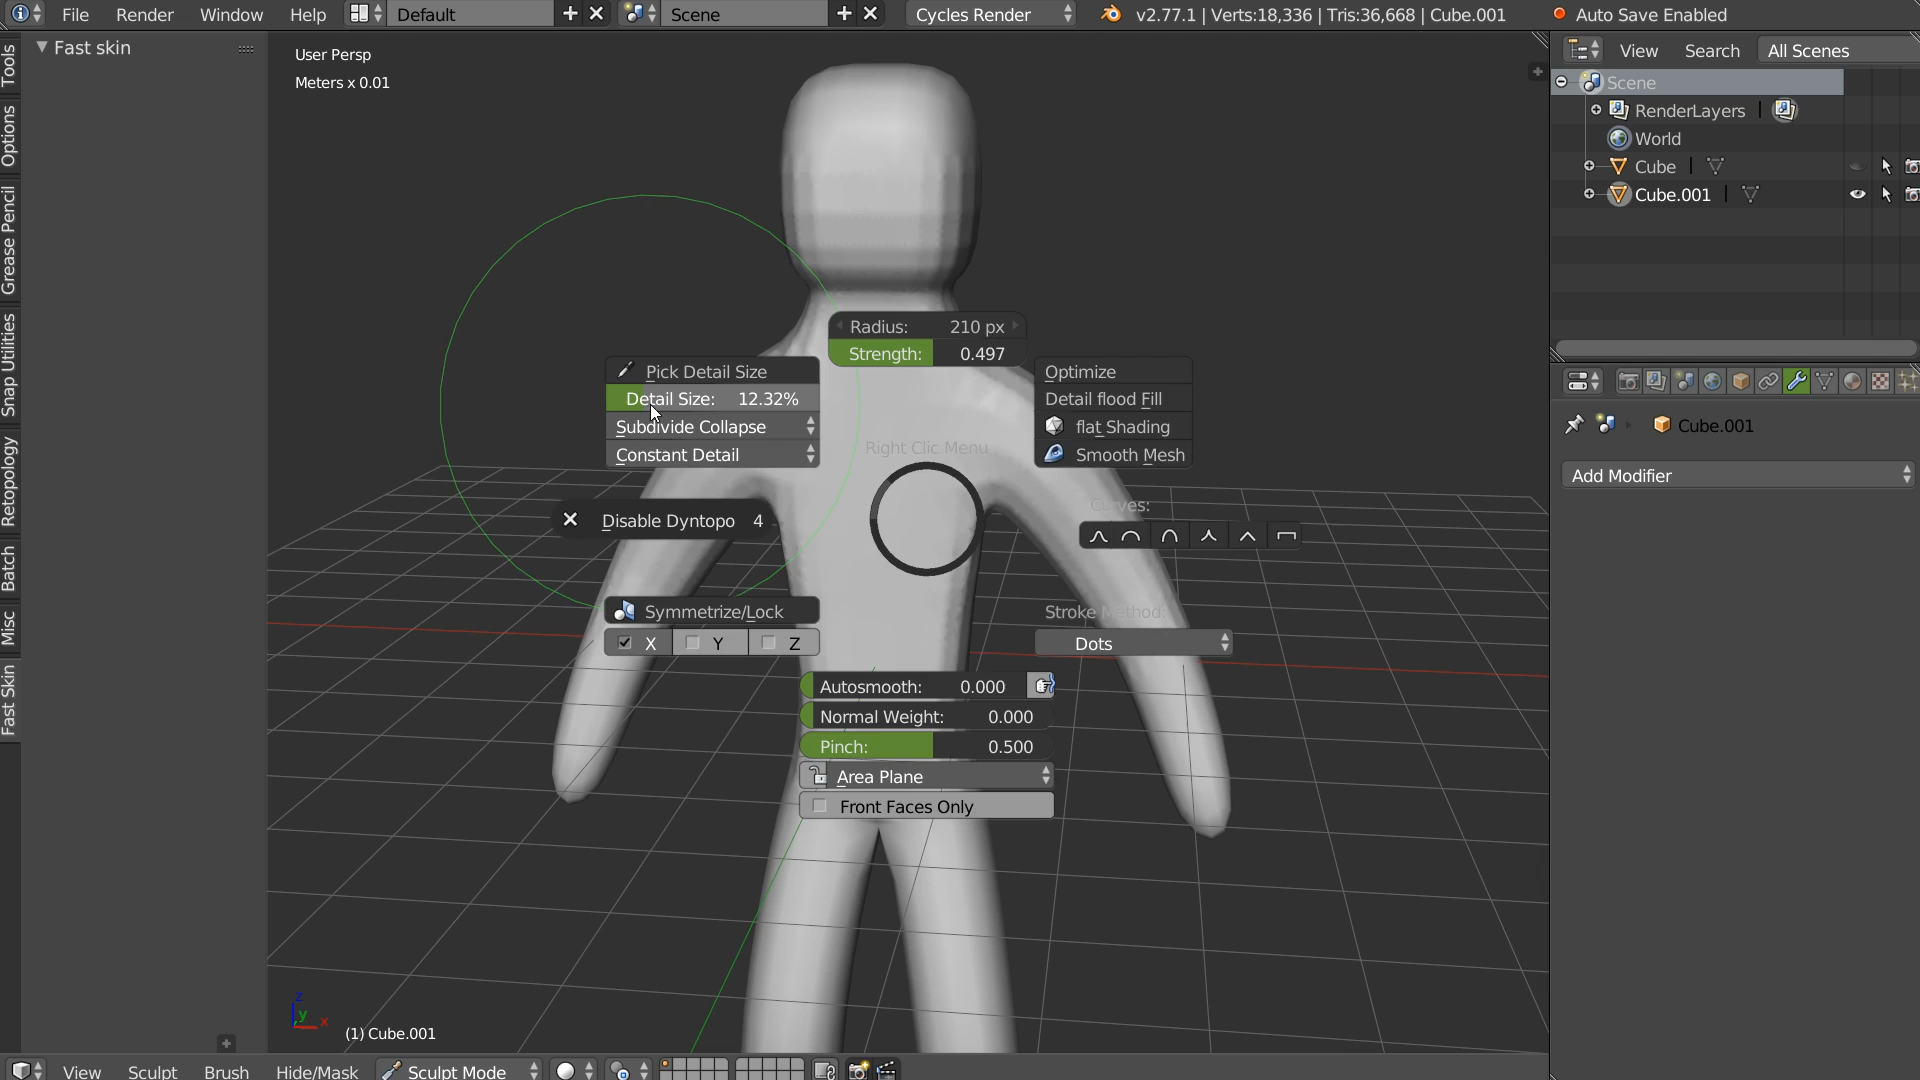 File Render Window Help Default Scene Cycles Render v2.77.1 | Verts:18,336 | Tris:36,668 | Cube.001 Auto Save Enabled
Fast skin
Tools
Options
Grease Pencil
Snap Utilities
Retopology
Batch
Misc
Fast Skin
User Persp
Meters x 0.01
Radius: 210 px
Strength: 0.497
Pick Detail Size
Detail Size: 12.32%
Subdivide Collapse
Constant Detail
Optimize
Detail flood Fill
flat Shading
Smooth Mesh
Right Clic Menu
Disable Dyntopo 4
Curves:
Symmetrize/Lock
X Y Z
Stroke Method:
Dots
Autosmooth: 0.000
Normal Weight: 0.000
Pinch: 0.500
Area Plane
Front Faces Only
z
y
x
(1) Cube.001
View Sculpt Brush Hide/Mask Sculpt Mode
View Search All Scenes
Scene
RenderLayers
World
Cube
Cube.001
Cube.001
Add Modifier